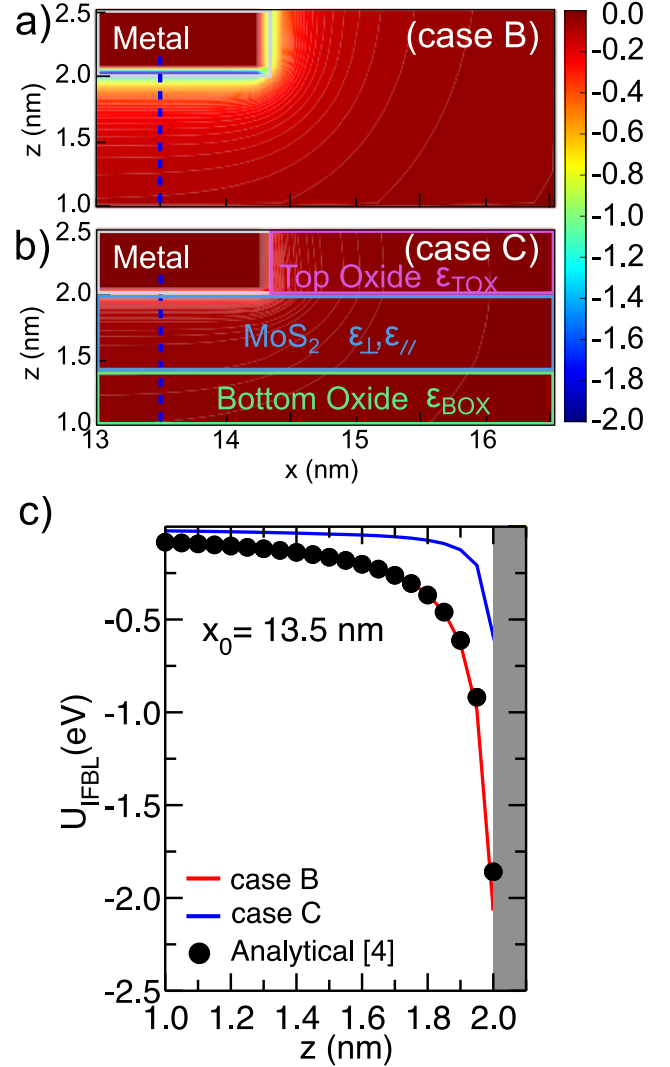 a)
Metal
(case B)
z (nm)
2.5
2.0
1.5
1.0
b)
Metal
(case C)
Top Oxide ε_TOX
MoS₂ ε⊥,ε//
Bottom Oxide ε_BOX
z (nm)
2.5
2.0
1.5
1.0
13 14 15 16
x (nm)
0.0
-0.2
-0.4
-0.6
-0.8
-1.0
-1.2
-1.4
-1.6
-1.8
-2.0
c)
x₀= 13.5 nm
U_IFBL(eV)
-0.5
-1.0
-1.5
-2.0
-2.5
case B
case C
Analytical [4]
1.0 1.2 1.4 1.6 1.8 2.0
z (nm)